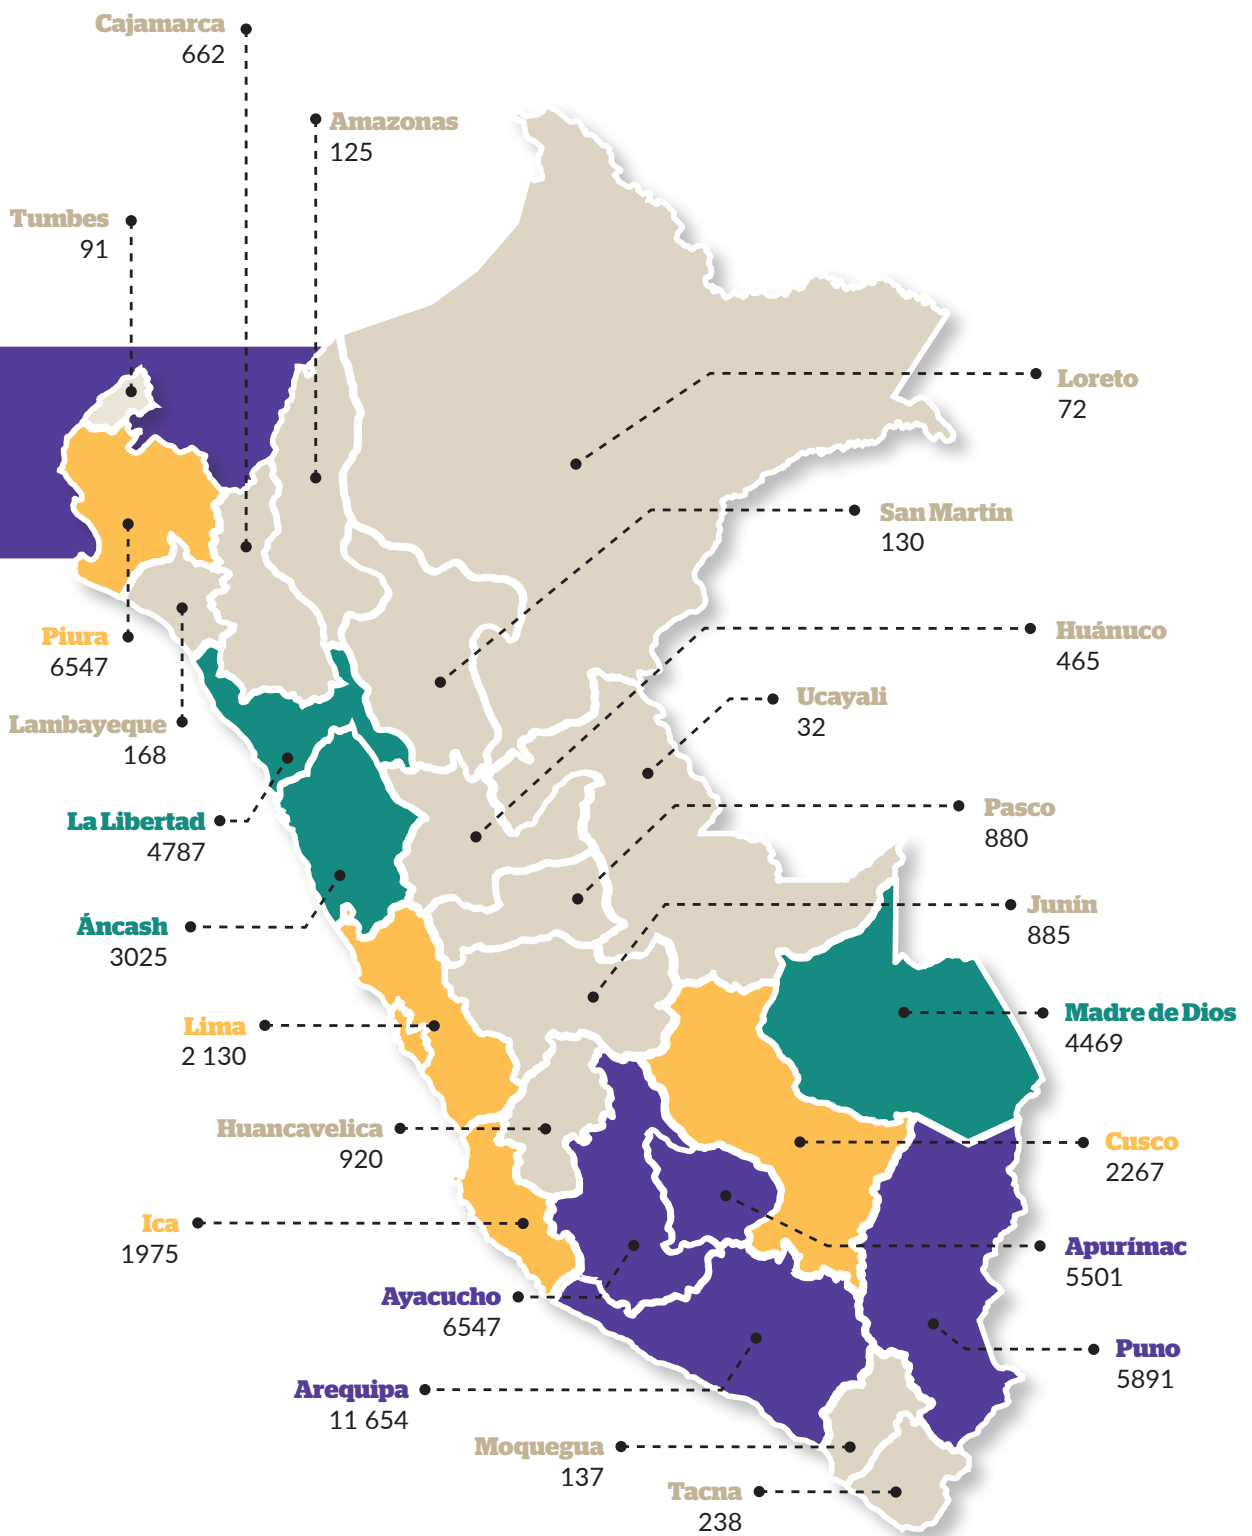 Cajamarca
662
Amazonas
125
Tumbes
91
Loreto
72
San Martín
130
Huánuco
465
Piura
6547
Ucayali
32
Lambayeque
168
Pasco
880
La Libertad
4787
Junín
885
Áncash
3025
Madre de Dios
4469
Lima
2 130
Huancavelica
920
Cusco
2267
Ica
1975
Apurímac
5501
Ayacucho
6547
Puno
5891
Arequipa
11 654
Moquegua
137
Tacna
238